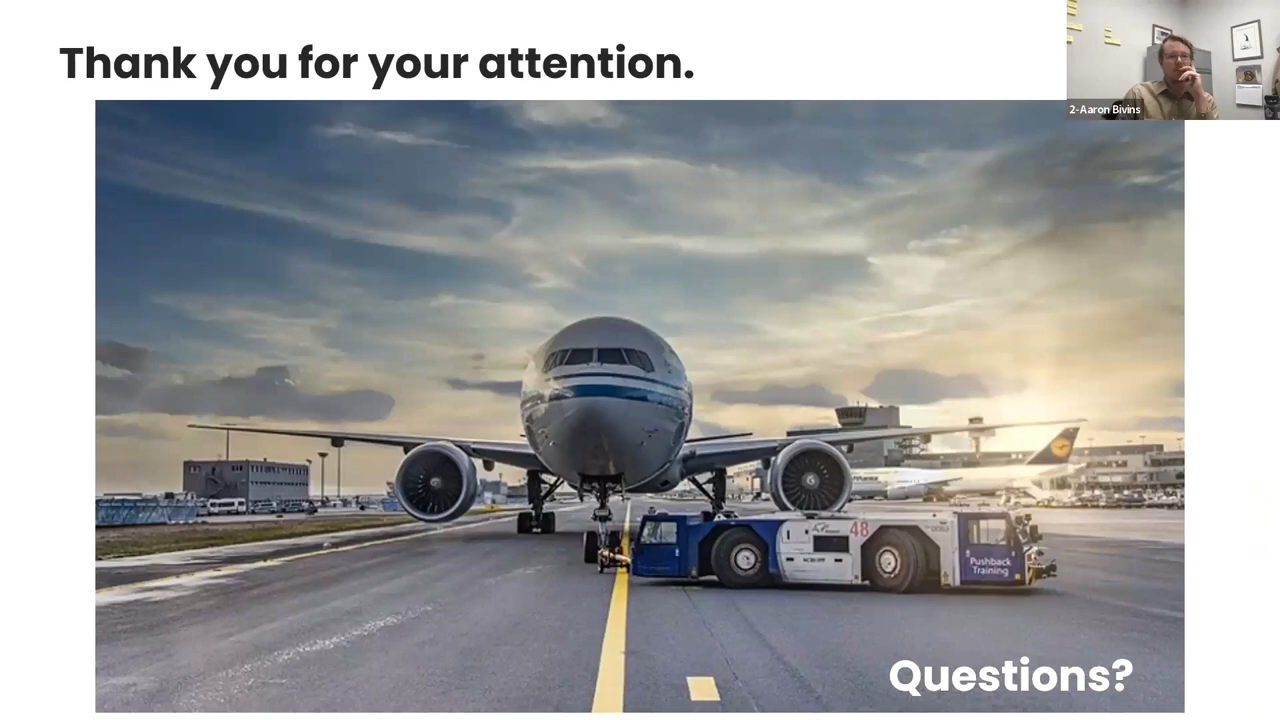 Thank you for your attention.
2-Aaron Bivins
48
Pushback
Training
Questions?